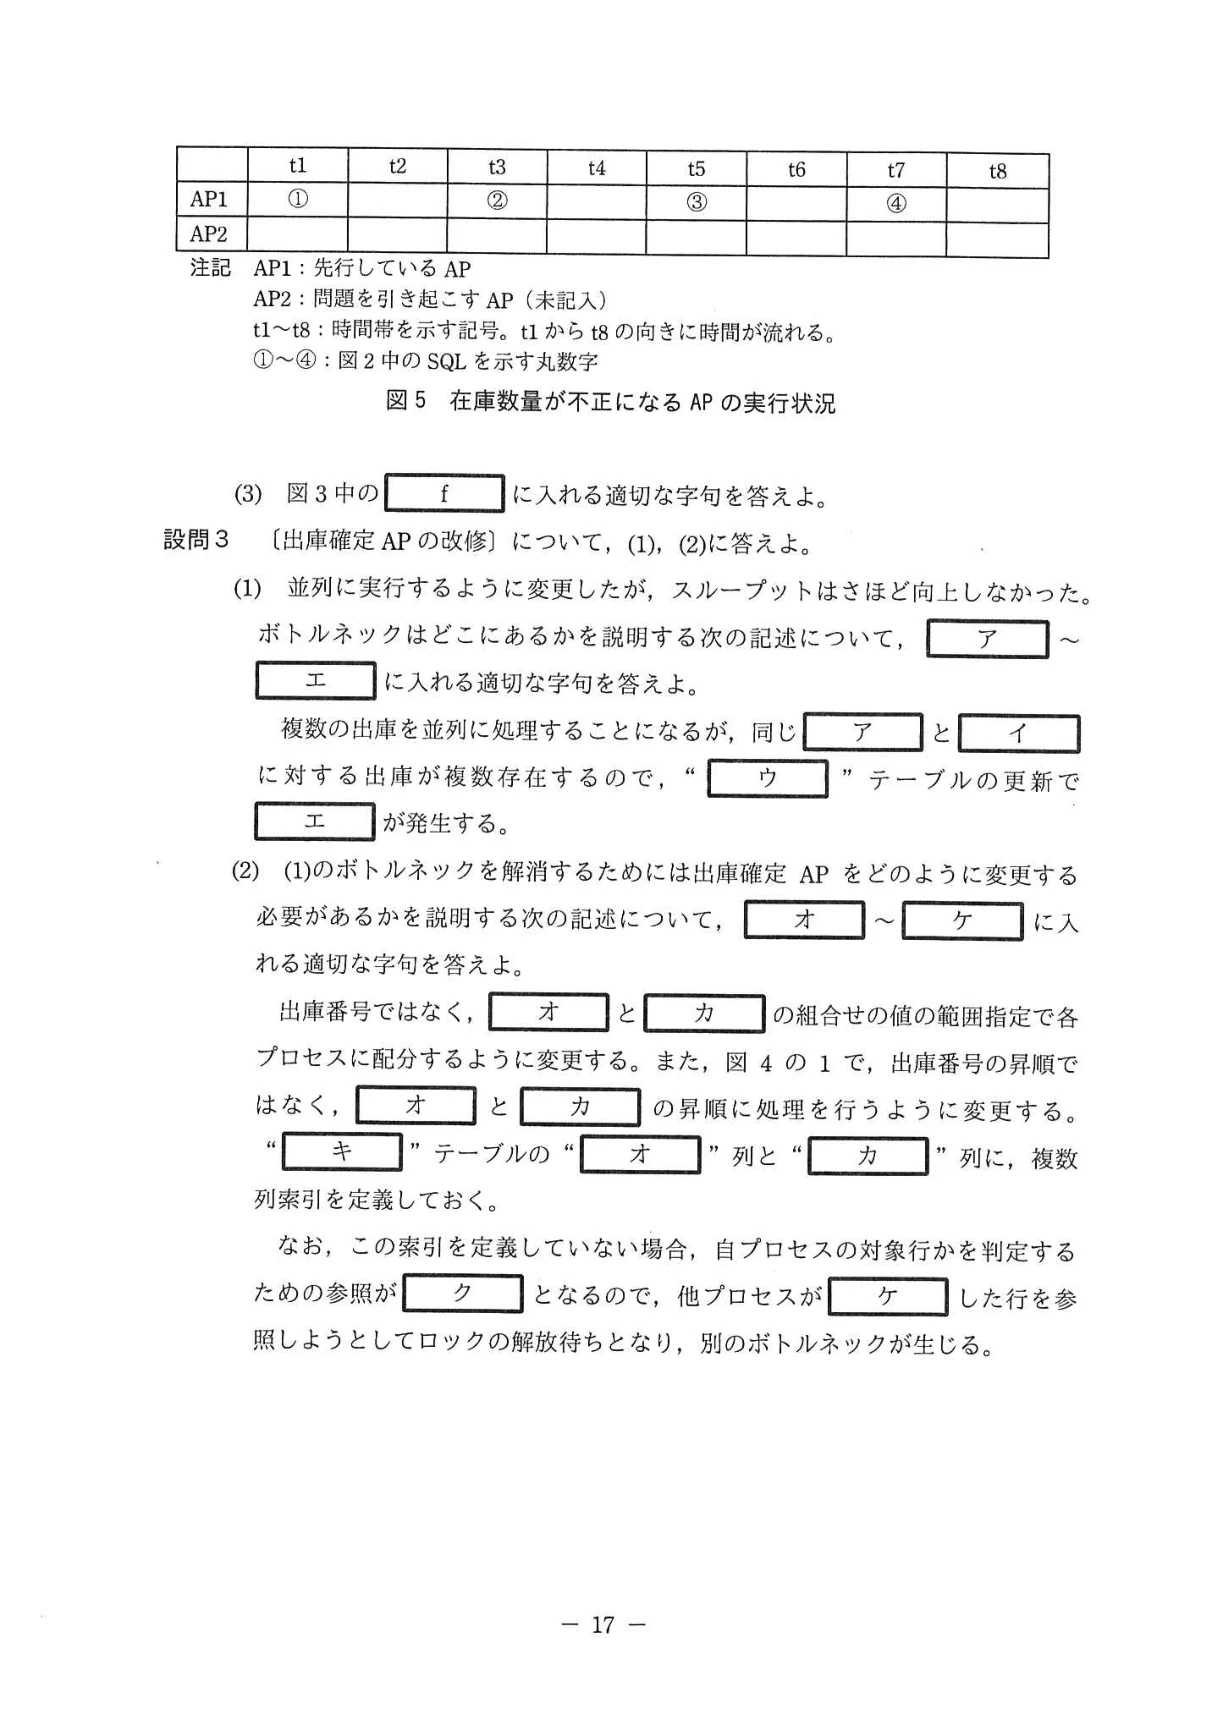 t1 t2 t3 t4 t5 t6 t7 t8
AP1 ① ② ③ ④
AP2
注記 AP1：先行している AP
AP2：問題を引き起こす AP（未記入）
t1～t8：時間帯を示す記号。t1 から t8 の向きに時間が流れる。
①～④：図 2 中の SQL を示す丸数字
図 5 在庫数量が不正になる AP の実行状況
(3) 図 3 中の f に入れる適切な字句を答えよ。
設問３ 〔出庫確定 AP の改修〕について，(1)，(2)に答えよ。
(1) 並列に実行するように変更したが，スループットはさほど向上しなかった。
ボトルネックはどこにあるかを説明する次の記述について， ア ～
エ に入れる適切な字句を答えよ。
複数の出庫を並列に処理することになるが，同じ ア と イ
に対する出庫が複数存在するので，“ ウ ” テーブルの更新で
エ が発生する。
(2) (1)のボトルネックを解消するためには出庫確定 AP をどのように変更する
必要があるかを説明する次の記述について， オ ～ ケ に入
れる適切な字句を答えよ。
出庫番号ではなく， オ と カ の組合せの値の範囲指定で各
プロセスに配分するように変更する。また，図 4 の 1 で，出庫番号の昇順で
はなく， オ と カ の昇順に処理を行うように変更する。
“ キ ” テーブルの “ オ ” 列と “ カ ” 列に，複数
列索引を定義しておく。
なお，この索引を定義していない場合，自プロセスの対象行かを判定する
ための参照が ク となるので，他プロセスが ケ した行を参
照しようとしてロックの解放待ちとなり，別のボトルネックが生じる。
－ 17 －